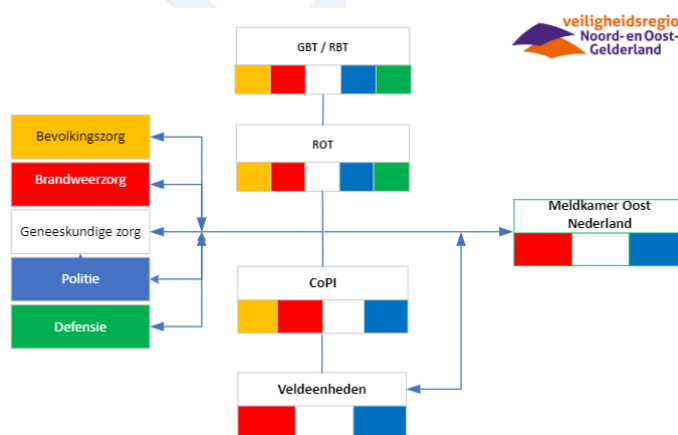 veiligheidsregio
Noord- en Oost-
Gelderland
GBT / RBT
ROT
Bevolkingszorg
Brandweerzorg
Geneeskundige zorg
Politie
Defensie
Meldkamer Oost
Nederland
CoPI
Veldeenheden